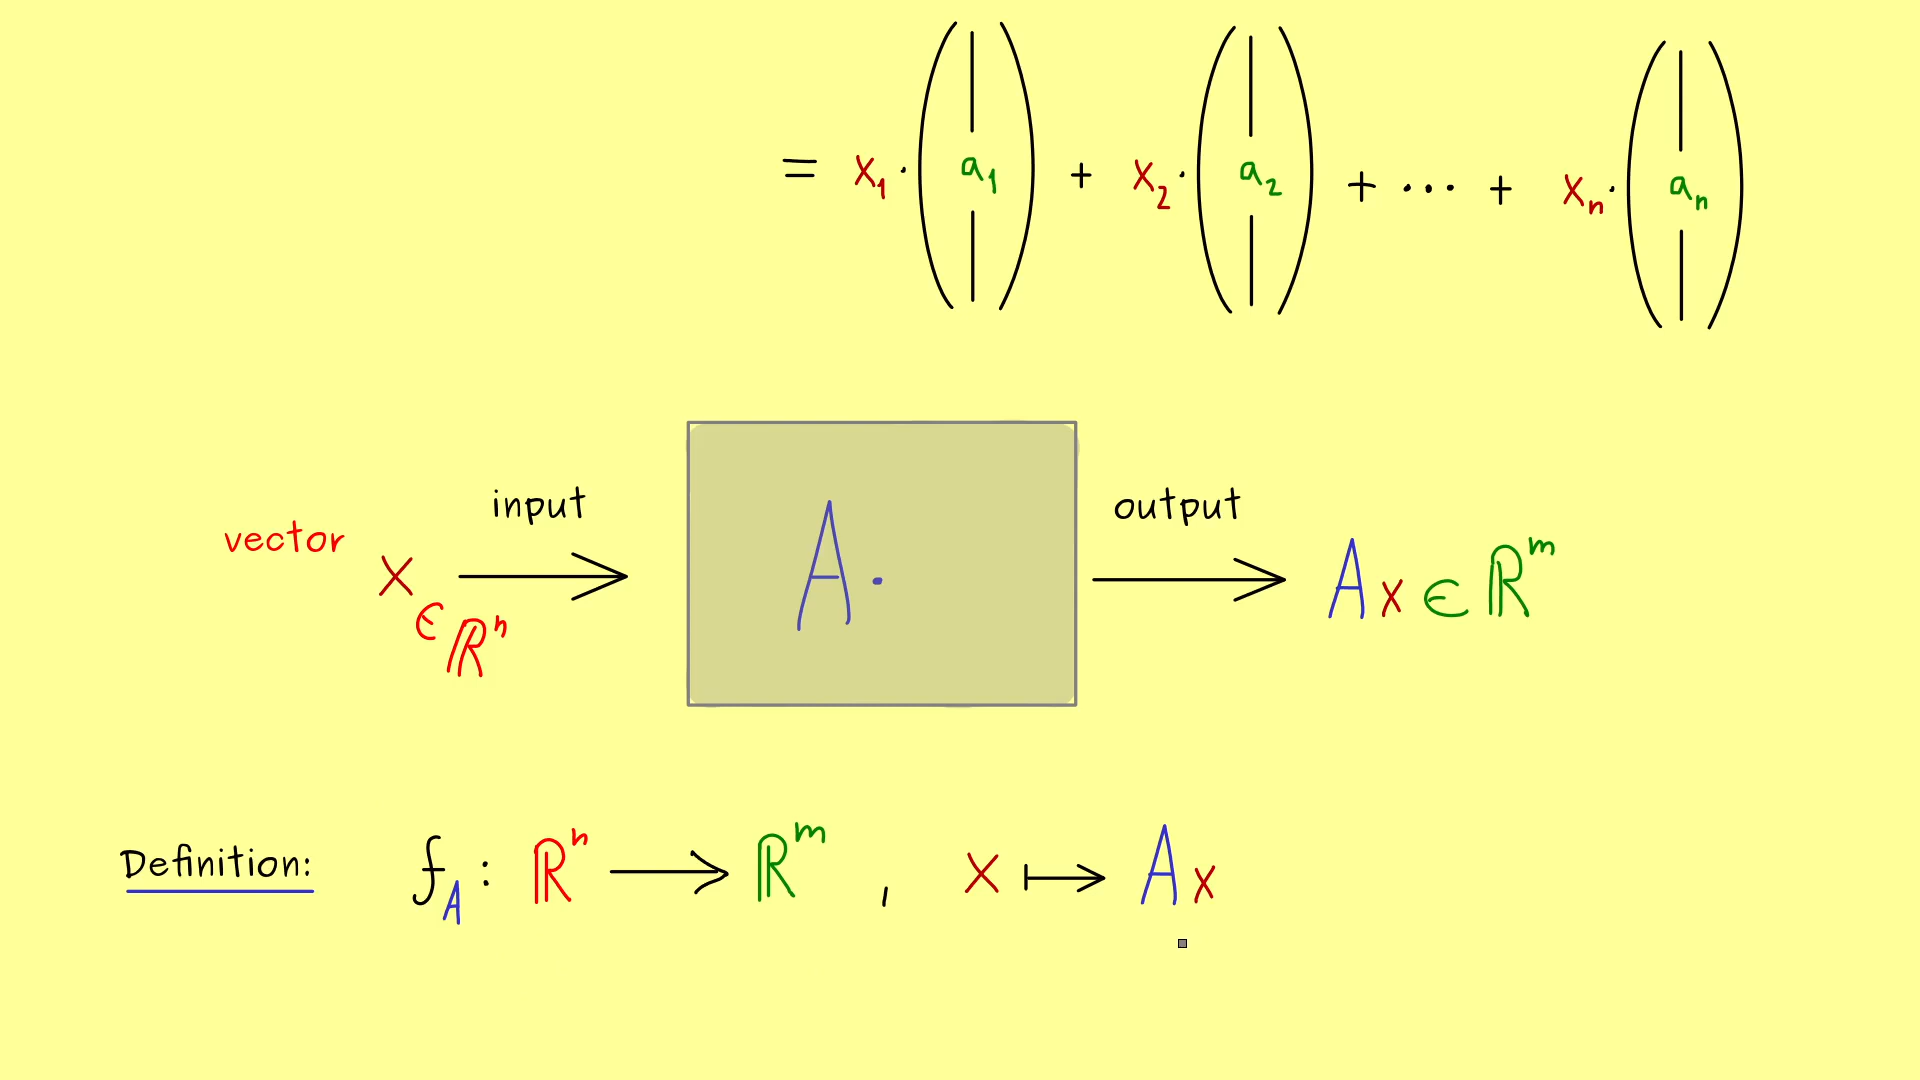 = x₁ · ( | a₁ | ) + x₂ · ( | a₂ | ) + ··· + xₙ · ( | aₙ | )
vector x ∈ ℝⁿ input A · output Ax ∈ ℝᵐ
Definition: f_A : ℝⁿ ⟶ ℝᵐ , x ⟼ Ax